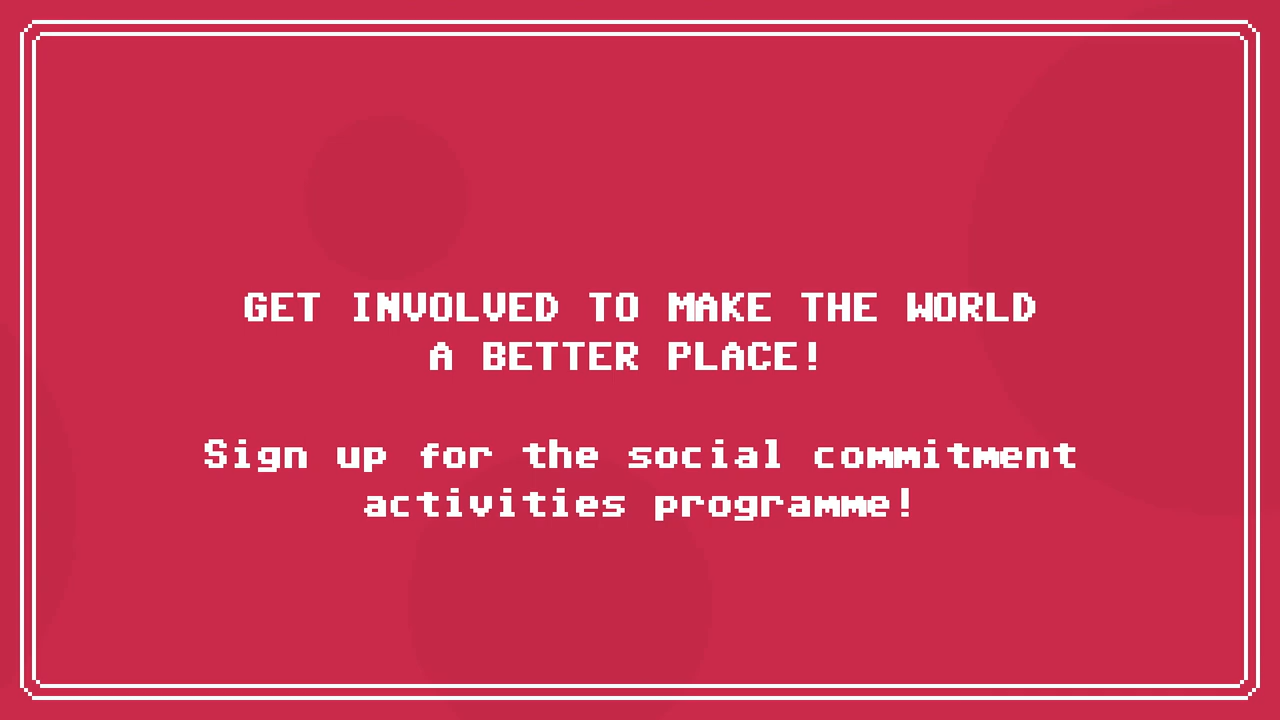 GET INVOLVED TO MAKE THE WORLD
A BETTER PLACE!
Sign up for the social commitment
activities programme!